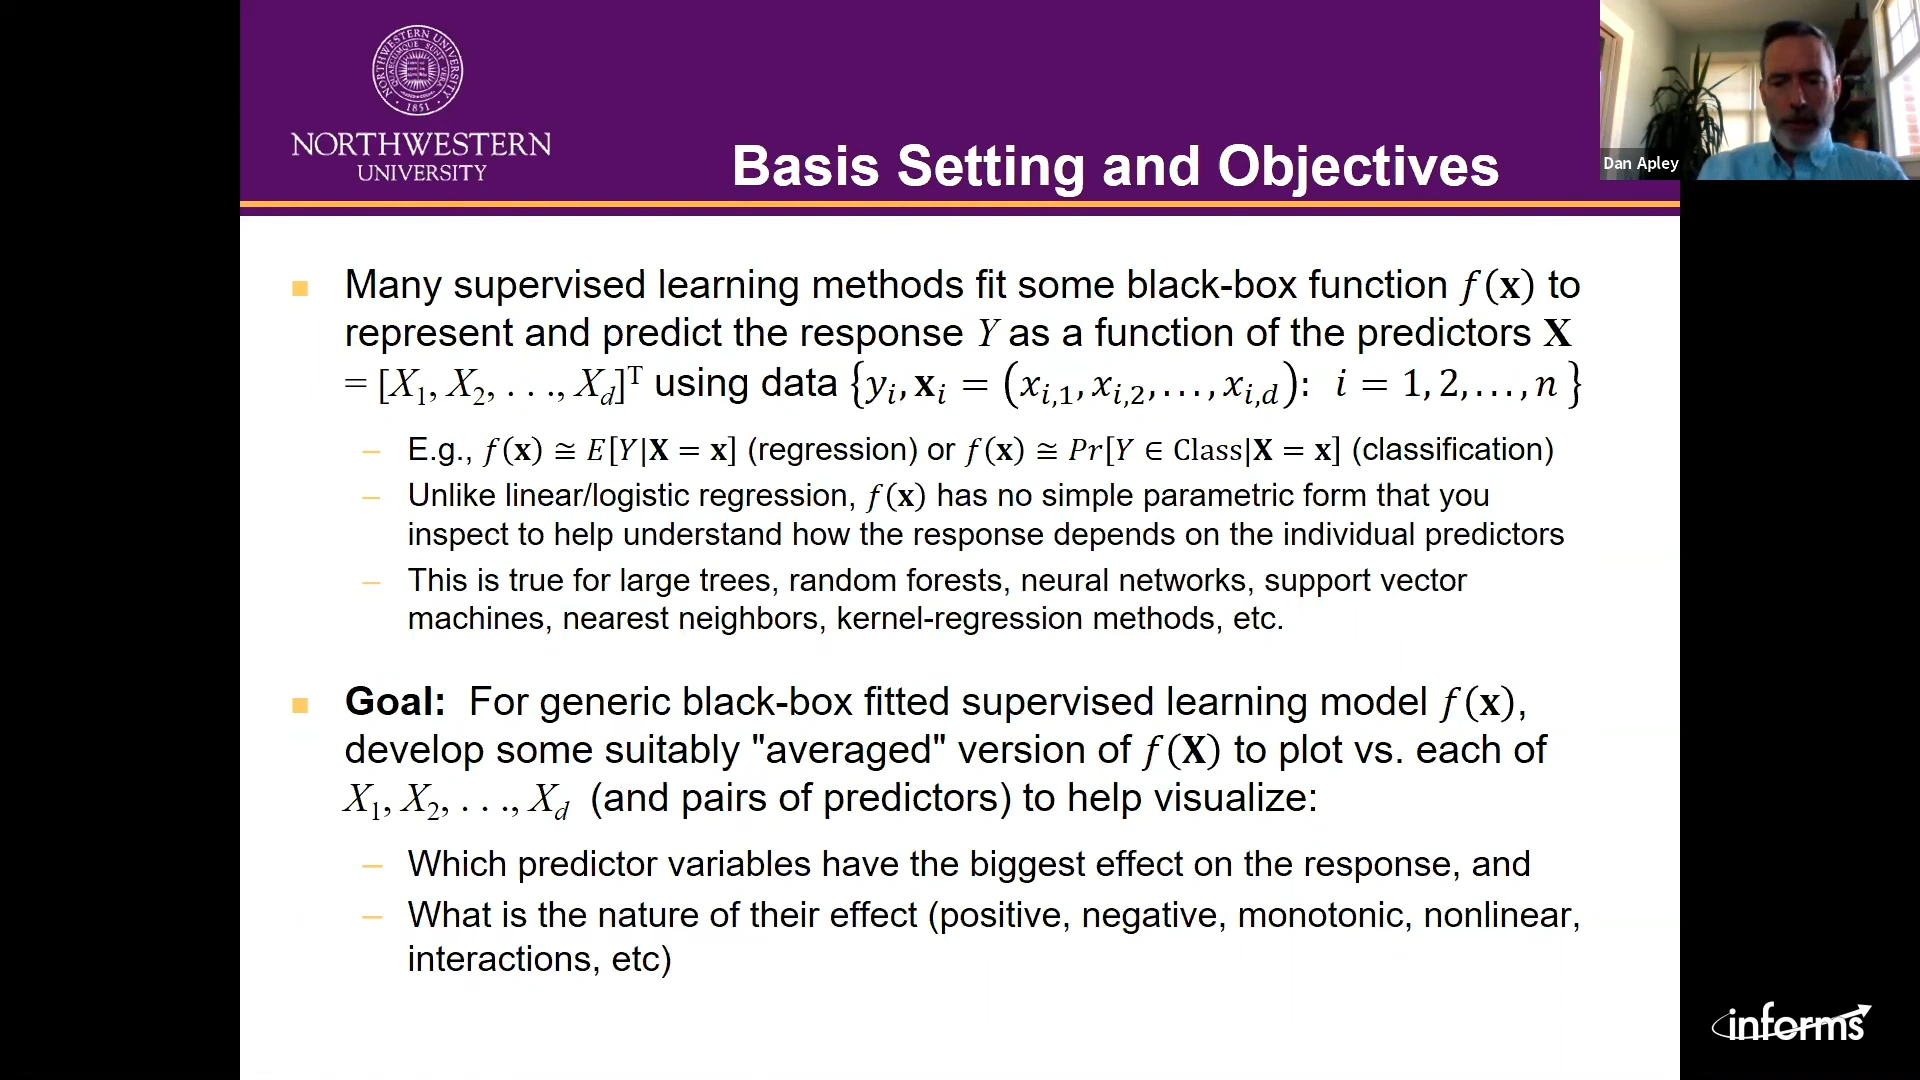 NORTHWESTERN
UNIVERSITY
NORTHWESTERN UNIVERSITY
1851
Basis Setting and Objectives
Dan Apley
Many supervised learning methods fit some black-box function f(x) to
represent and predict the response Y as a function of the predictors X
= [X₁, X₂, . . ., X_d]ᵀ using data {yᵢ, xᵢ = (xᵢ,₁, xᵢ,₂, . . . , xᵢ,d): i = 1, 2, . . . , n }
– E.g., f(x) ≅ E[Y|X = x] (regression) or f(x) ≅ Pr[Y ∈ Class|X = x] (classification)
– Unlike linear/logistic regression, f(x) has no simple parametric form that you
inspect to help understand how the response depends on the individual predictors
– This is true for large trees, random forests, neural networks, support vector
machines, nearest neighbors, kernel-regression methods, etc.
Goal: For generic black-box fitted supervised learning model f(x),
develop some suitably "averaged" version of f(X) to plot vs. each of
X₁, X₂, . . ., X_d (and pairs of predictors) to help visualize:
– Which predictor variables have the biggest effect on the response, and
– What is the nature of their effect (positive, negative, monotonic, nonlinear,
interactions, etc)
informs